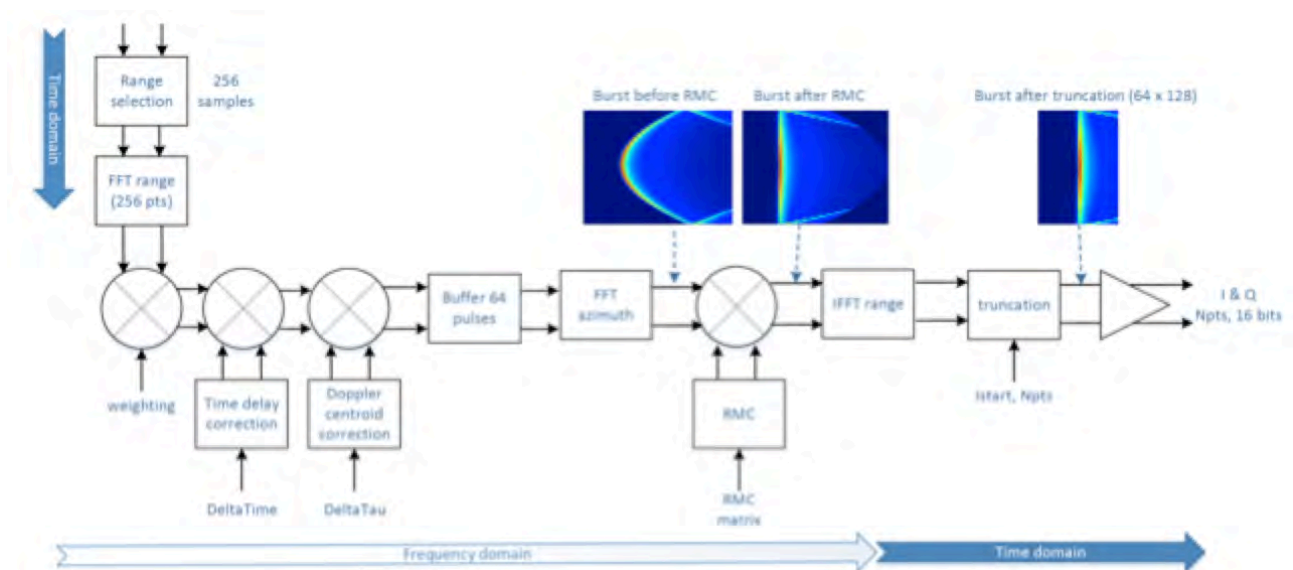 Time domain
Range
selection
256
samples
FFT range
(256 pts)
Burst before RMC
Burst after RMC
Burst after truncation (64 x 128)
Buffer 64
pulses
FFT
azimuth
IFFT range
truncation
I & Q
Npts, 16 bits
weighting
Time delay
correction
Doppler
centroid
correction
RMC
Istart, Npts
DeltaTime
DeltaTau
RMC
matrix
Frequency domain
Time domain